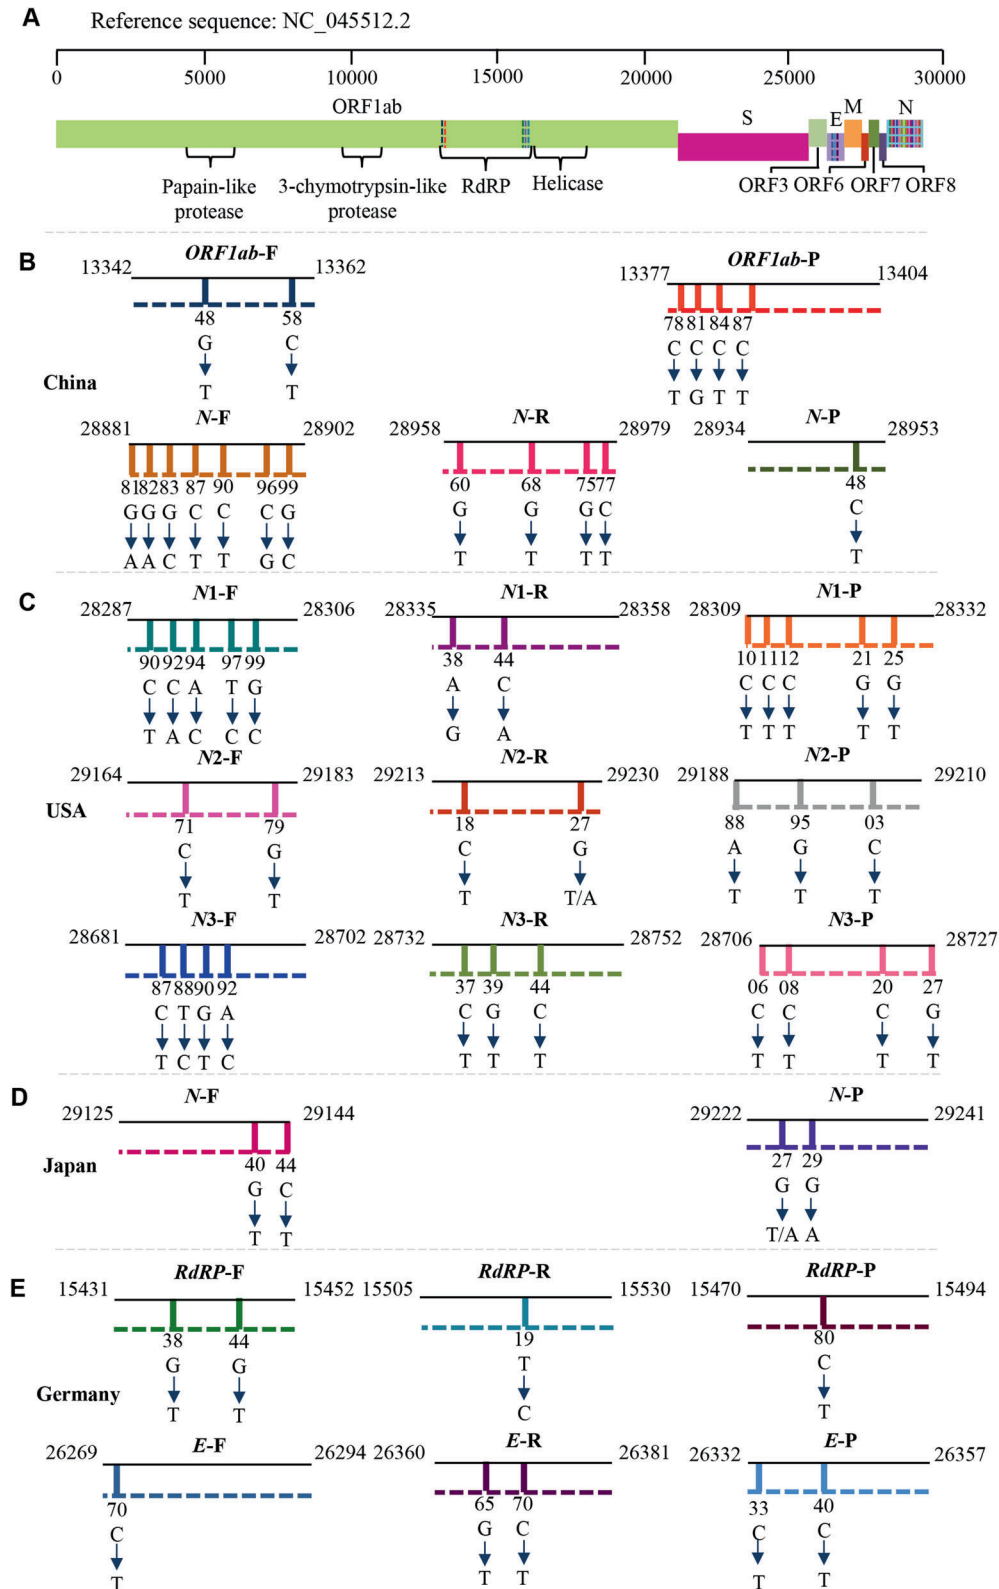 A Reference sequence: NC_045512.2
0 5000 10000 15000 20000 25000 30000
ORF1ab S E M N
Papain-like protease 3-chymotrypsin-like protease RdRP Helicase ORF3 ORF6 ORF7 ORF8
B
13342 ORF1ab-F 13362
48 58
G C
T T
13377 ORF1ab-P 13404
78 81 84 87
C C C C
T G T T
China
28881 N-F 28902
81 82 83 87 90 96 99
G G G C C C G
A A C T T G C
28958 N-R 28979
60 68 75 77
G G G C
T T T T
28934 N-P 28953
48
C
T
C
28287 N1-F 28306
90 92 94 97 99
C C A T G
T A C C C
28335 N1-R 28358
38 44
A C
G A
28309 N1-P 28332
10 11 12 21 25
C C C G G
T T T T T
USA
29164 N2-F 29183
71 79
C G
T T
29213 N2-R 29230
18 27
C G
T T/A
29188 N2-P 29210
88 95 03
A G C
T T T
28681 N3-F 28702
87 88 90 92
C T G A
T C T C
28732 N3-R 28752
37 39 44
C G C
T T T
28706 N3-P 28727
06 08 20 27
C C C G
T T T T
D
29125 N-F 29144
40 44
G C
T T
29222 N-P 29241
27 29
G G
T/A A
Japan
E
15431 RdRP-F 15452
38 44
G G
T T
15505 RdRP-R 15530
19
T
C
15470 RdRP-P 15494
80
C
T
Germany
26269 E-F 26294
70
C
T
26360 E-R 26381
65 70
G C
T T
26332 E-P 26357
33 40
C C
T T